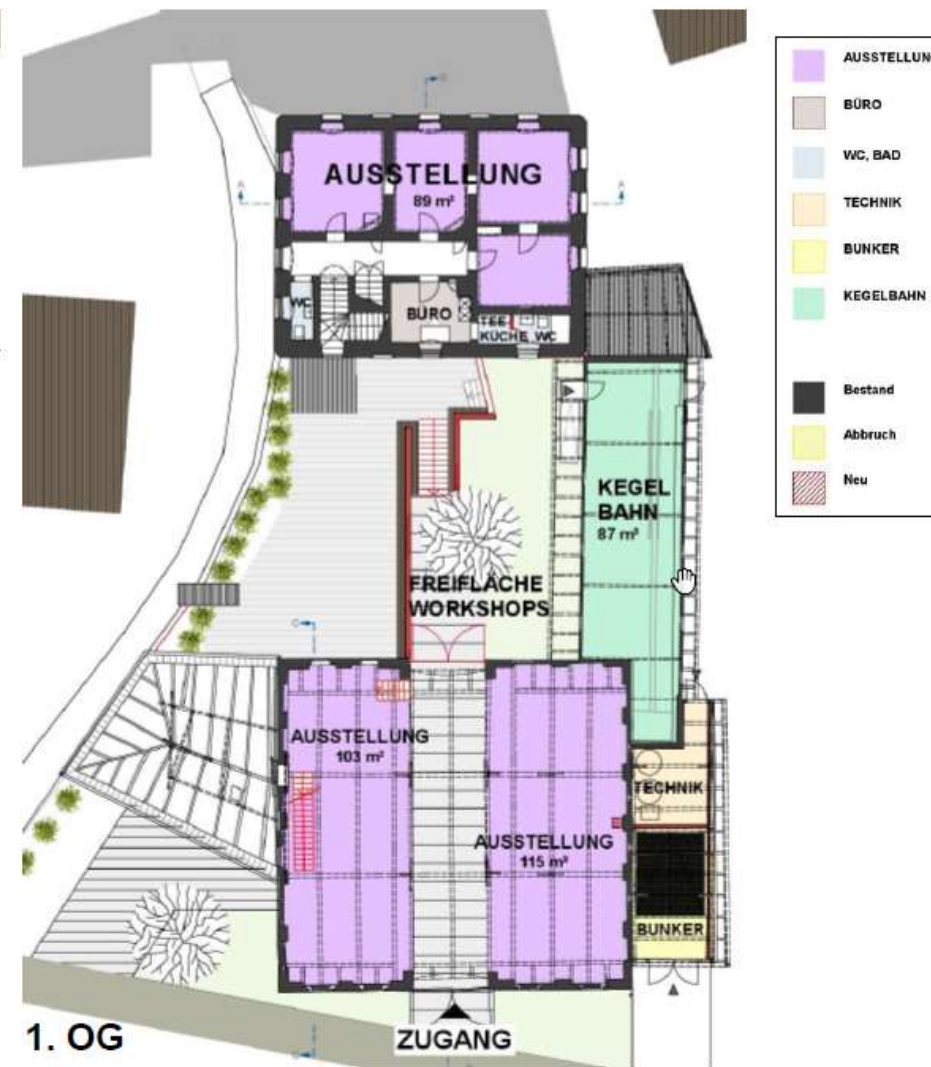 AUSSTELLUNG
89 m²
WC
BÜRO
TEE
KÜCHE WC
KEGEL
BAHN
87 m²
FREIFLÄCHE
WORKSHOPS
AUSSTELLUNG
103 m²
AUSSTELLUNG
115 m²
TECHNIK
BUNKER
ZUGANG
1. OG
AUSSTELLUN
BÜRO
WC, BAD
TECHNIK
BUNKER
KEGELBAHN
Bestand
Abbruch
Neu